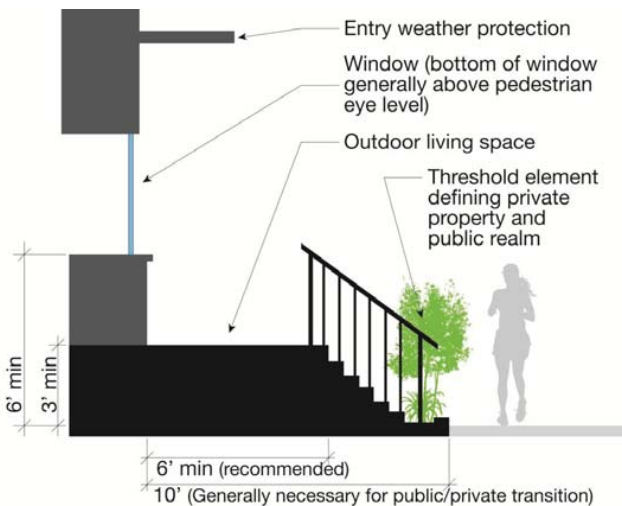 Entry weather protection
Window (bottom of window
generally above pedestrian
eye level)
Outdoor living space
Threshold element
defining private
property and
public realm
6’ min
3’ min
6’ min (recommended)
10’ (Generally necessary for public/private transition)